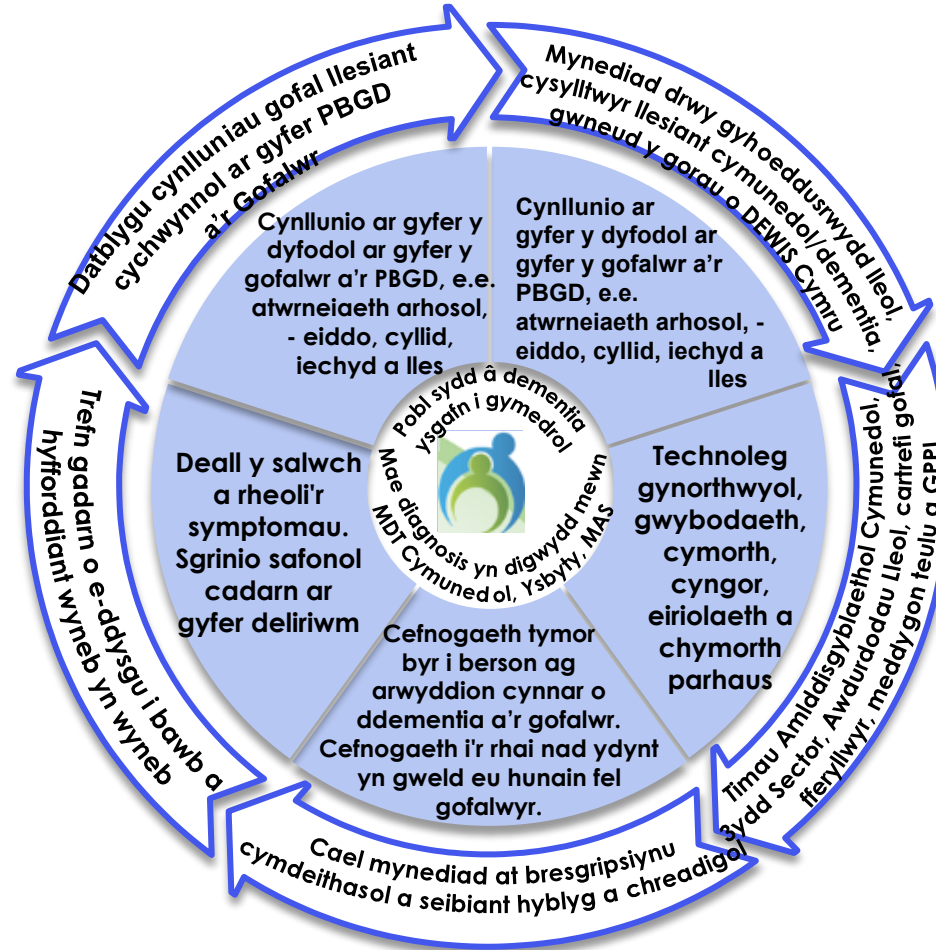 Datblygu cynlluniau gofal llesiant
cychwynnol ar gyfer PBGD
a'r Gofalwr
Mynediad drwy gyhoeddusrwydd lleol,
cysylltwyr llesiant cymunedol/dementia,
gwneud y gorau o DEWIS Cymru
Timau Amlddisgyblaethol Cymunedol,
3ydd Sector, Awdurdodau Lleol, cartrefi gofal,
fferyllwyr, meddygon teulu a GPPI
Cael mynediad at bresgripsiynu
cymdeithasol a seibiant hyblyg a chreadigol
Trefn gadarn o e-ddysgu i bawb a
hyfforddiant wyneb yn wyneb
Cynllunio ar gyfer y
dyfodol ar gyfer y
gofalwr a'r PBGD, e.e.
atwrneiaeth arhosol,
- eiddo, cyllid,
iechyd a lles
Cynllunio ar
gyfer y dyfodol ar
gyfer y gofalwr a'r
PBGD, e.e.
atwrneiaeth arhosol, -
eiddo, cyllid, iechyd a
lles
Technoleg
gynorthwyol,
gwybodaeth,
cymorth,
cyngor,
eiriolaeth a
chymorth
parhaus
Cefnogaeth tymor
byr i berson ag
arwyddion cynnar o
ddementia a'r gofalwr.
Cefnogaeth i'r rhai nad ydynt
yn gweld eu hunain fel
gofalwyr.
Deall y salwch
a rheoli'r
symptomau.
Sgrinio safonol
cadarn ar
gyfer deliriwm
Pobl sydd â dementia
ysgafn i gymedrol
Mae diagnosis yn digwydd mewn
MDT Cymunedol, Ysbyty, MAS